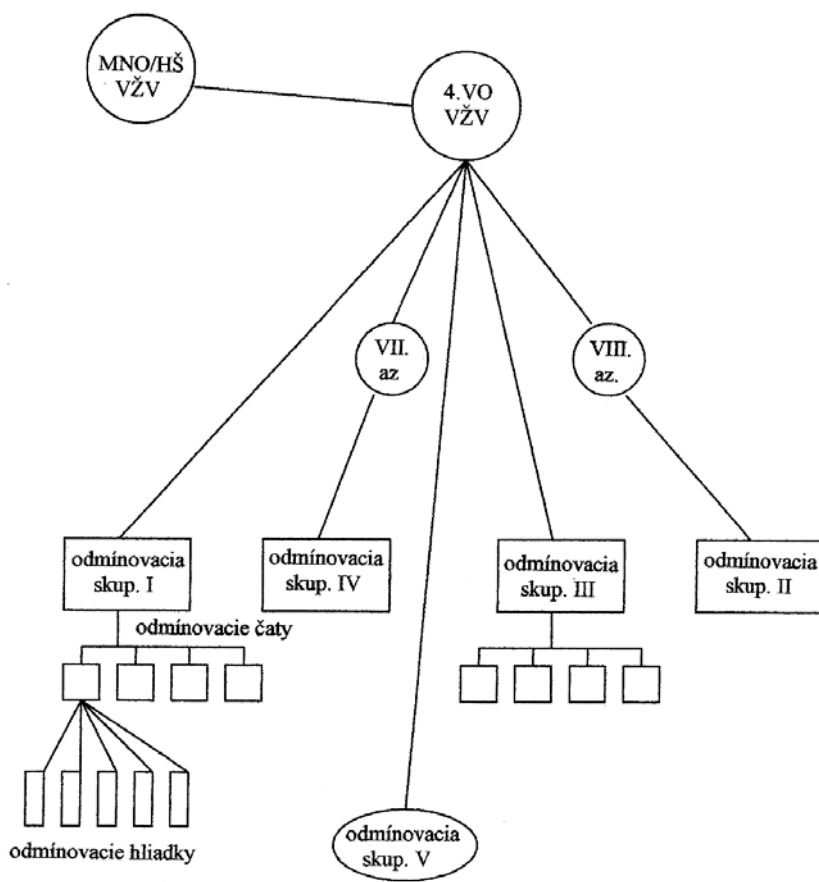 MNO/HŠ
VŽV
4.VO
VŽV
VII.
az
VIII.
az.
odmínovacia
skup. I
odmínovacia
skup. IV
odmínovacia
skup. III
odmínovacia
skup. II
odmínovacie čaty
odmínovacie hliadky
odmínovacia
skup. V